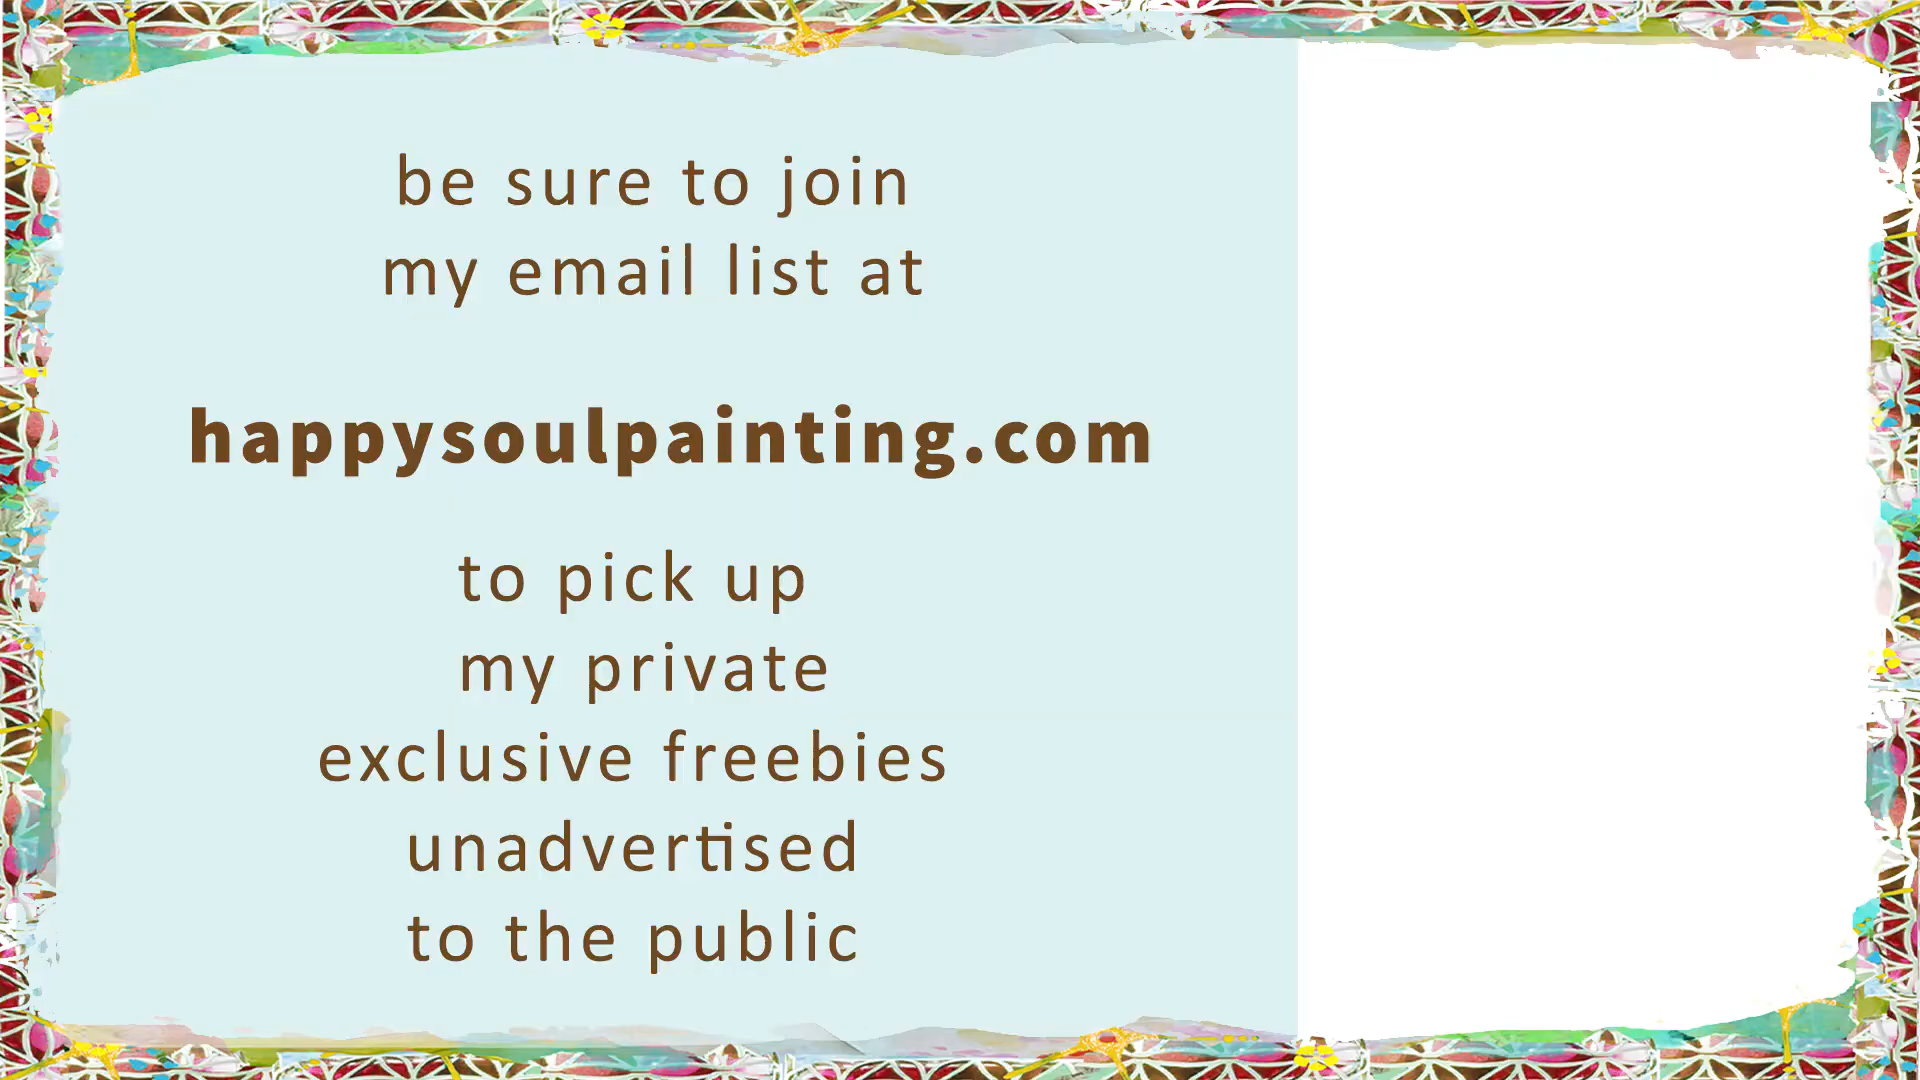 be sure to join
my email list at
happysoulpainting.com
to pick up
my private
exclusive freebies
unadvertised
to the public